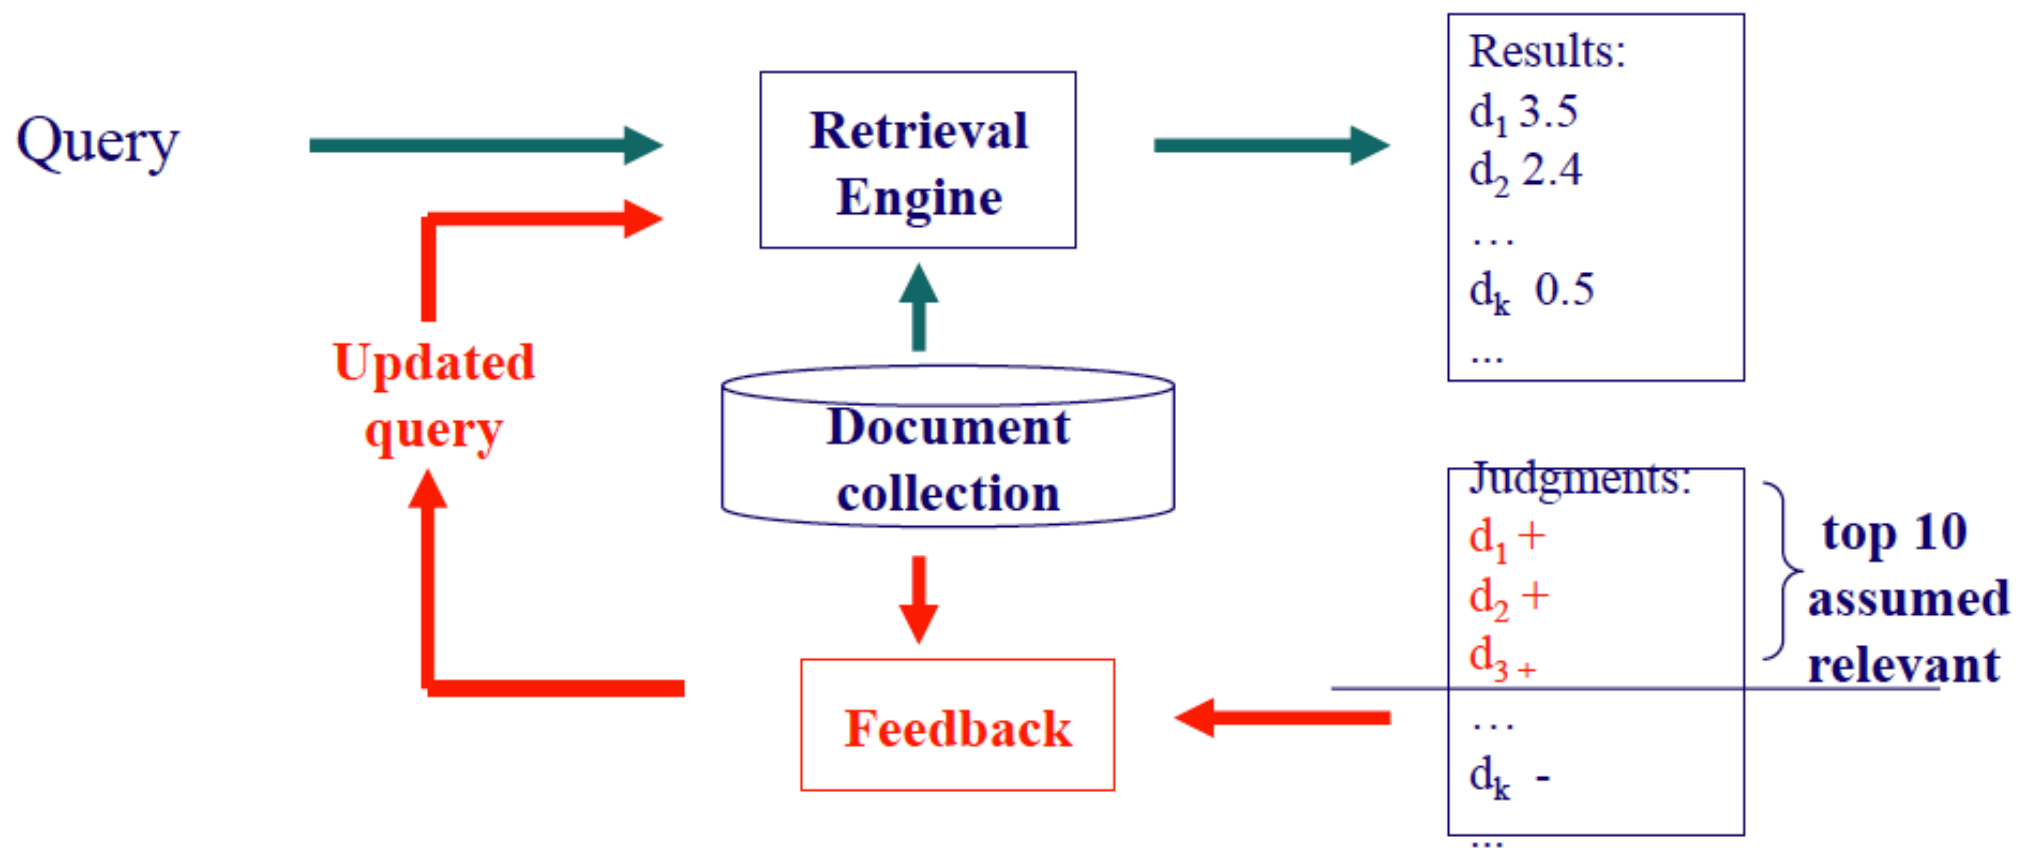 Query
Retrieval
Engine
Results:
d1 3.5
d2 2.4
…
dk 0.5
...
Updated
query
Document
collection
Judgments:
d1 +
d2 +
d3 +
…
dk -
...
top 10
assumed
relevant
Feedback